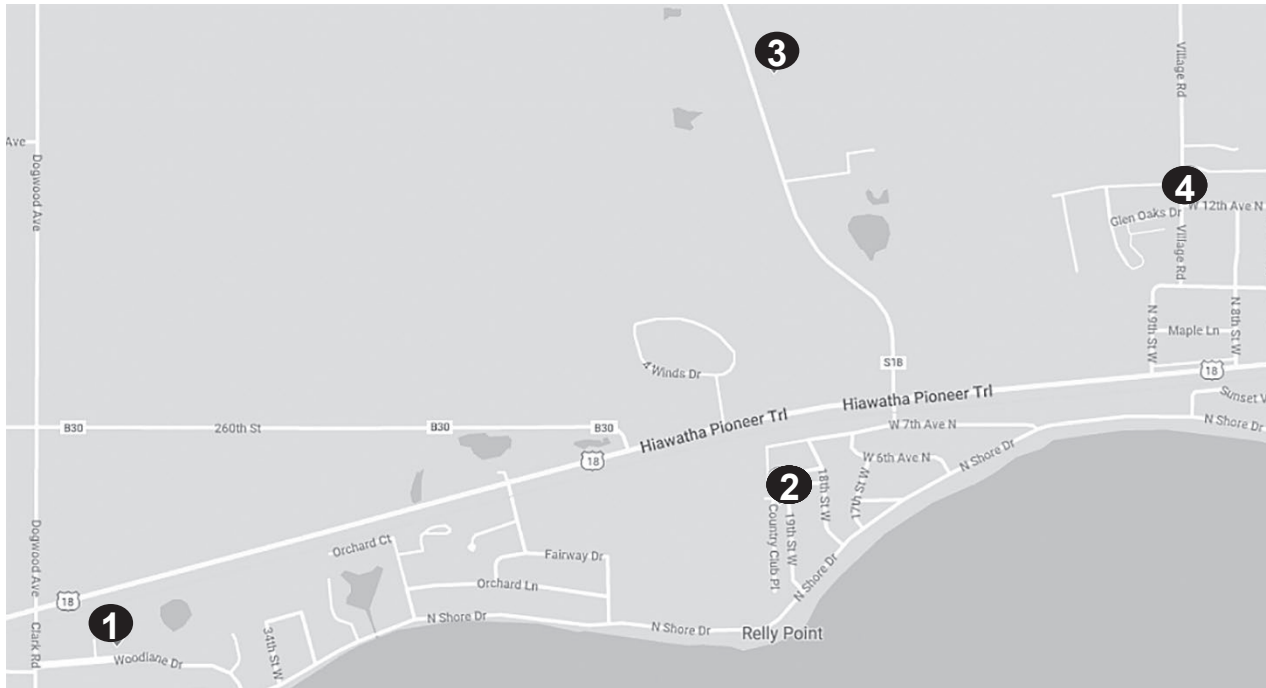 3
Village Rd
Ave
Dogwood Ave
4
W 12th Ave N
Glen Oaks Dr
Village Rd
N 9th St W
N 8th St W
Maple Ln
S18
4 Winds Dr
18
Hiawatha Pioneer Trl
Hiawatha Pioneer Trl
Sunset V
N Shore Dr
B30
260th St
B30
B30
W 7th Ave N
W 6th Ave N
N Shore Dr
18
2
18th St W
17th St W
19th St W
Country Club Pl
Dogwood Ave
Orchard Ct
Fairway Dr
Orchard Ln
N Shore Dr
18
N Shore Dr
N Shore Dr
Relly Point
1
Clark Rd
Woodlane Dr
34th St W